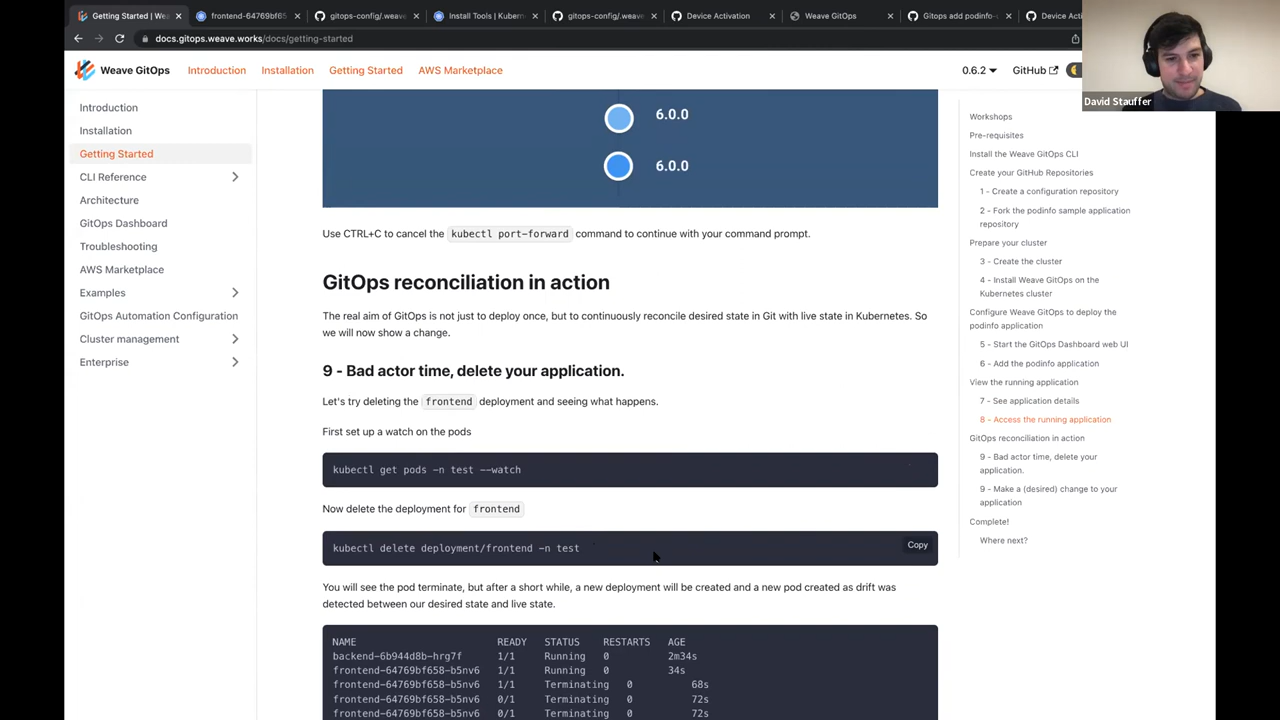 Getting Started | Wea
frontend-64769bf65
gitops-config/.weave
Install Tools | Kubern
gitops-config/.weave
Device Activation
Weave GitOps
Gitops add podinfo-
Device Acti
docs.gitops.weave.works/docs/getting-started
Weave GitOps
Introduction
Installation
Getting Started
AWS Marketplace
0.6.2
GitHub
David Stauffer
Introduction
Installation
Getting Started
CLI Reference
Architecture
GitOps Dashboard
Troubleshooting
AWS Marketplace
Examples
GitOps Automation Configuration
Cluster management
Enterprise
6.0.0
6.0.0
Use CTRL+C to cancel the kubectl port-forward command to continue with your command prompt.
GitOps reconciliation in action
The real aim of GitOps is not just to deploy once, but to continuously reconcile desired state in Git with live state in Kubernetes. So
we will now show a change.
9 - Bad actor time, delete your application.
Let's try deleting the frontend deployment and seeing what happens.
First set up a watch on the pods
kubectl get pods -n test --watch
Now delete the deployment for frontend
kubectl delete deployment/frontend -n test
Copy
You will see the pod terminate, but after a short while, a new deployment will be created and a new pod created as drift was
detected between our desired state and live state.
NAME READY STATUS RESTARTS AGE
backend-6b944d8b-hrg7f 1/1 Running 0 2m34s
frontend-64769bf658-b5nv6 1/1 Running 0 34s
frontend-64769bf658-b5nv6 1/1 Terminating 0 68s
frontend-64769bf658-b5nv6 0/1 Terminating 0 72s
frontend-64769bf658-b5nv6 0/1 Terminating 0 72s
Workshops
Pre-requisites
Install the Weave GitOps CLI
Create your GitHub Repositories
1 - Create a configuration repository
2 - Fork the podinfo sample application
repository
Prepare your cluster
3 - Create the cluster
4 - Install Weave GitOps on the
Kubernetes cluster
Configure Weave GitOps to deploy the
podinfo application
5 - Start the GitOps Dashboard web UI
6 - Add the podinfo application
View the running application
7 - See application details
8 - Access the running application
GitOps reconciliation in action
9 - Bad actor time, delete your
application.
9 - Make a (desired) change to your
application
Complete!
Where next?